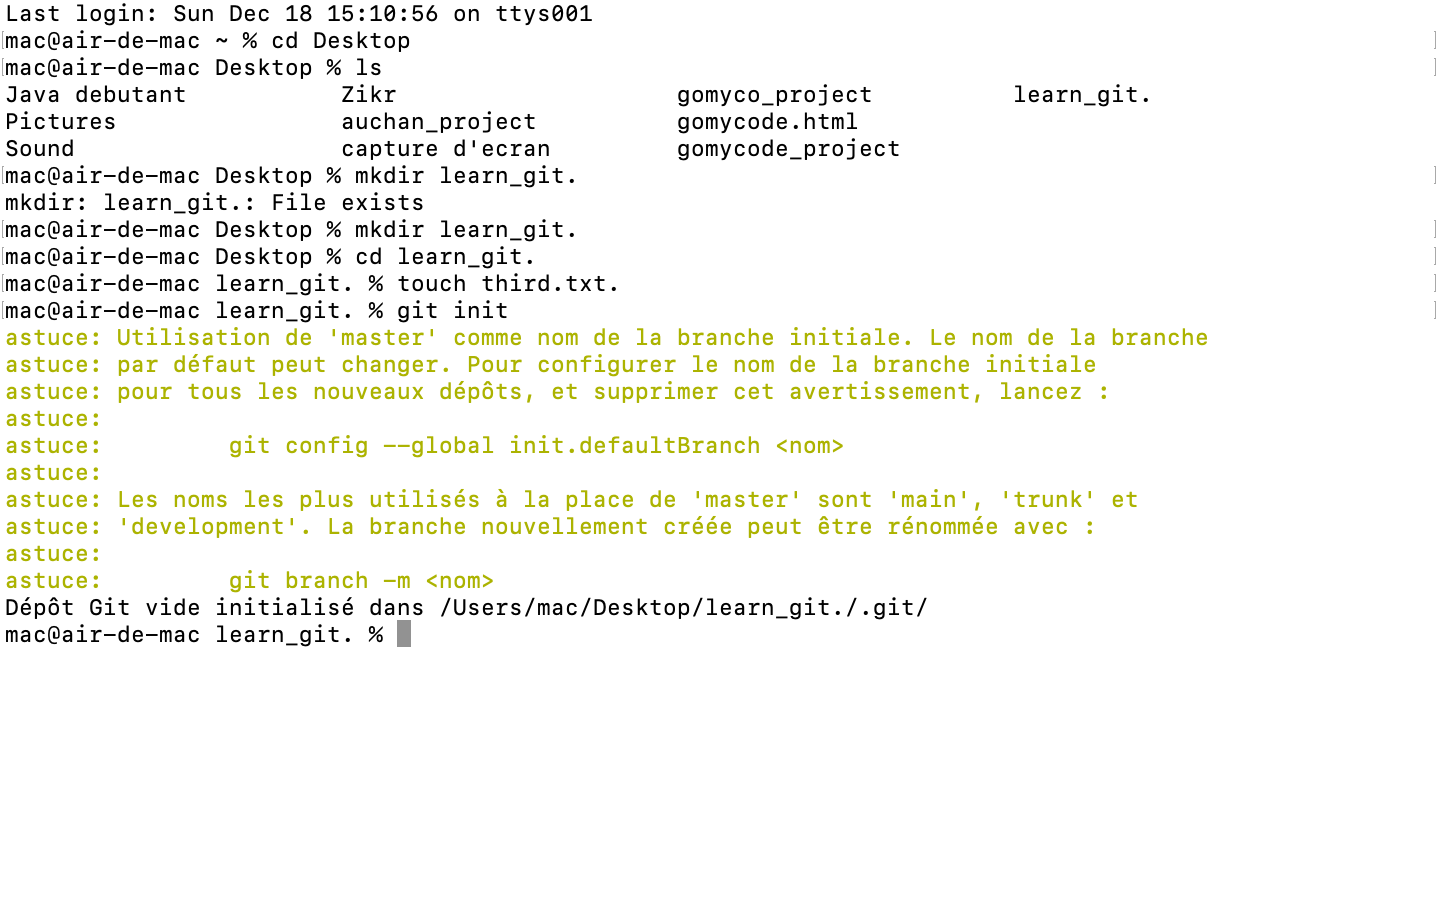 Last login: Sun Dec 18 15:10:56 on ttys001
mac@air-de-mac ~ % cd Desktop
mac@air-de-mac Desktop % ls
Java debutant Zikr gomyco_project learn_git.
Pictures auchan_project gomycode.html
Sound capture d'ecran gomycode_project
mac@air-de-mac Desktop % mkdir learn_git.
mkdir: learn_git.: File exists
mac@air-de-mac Desktop % mkdir learn_git.
mac@air-de-mac Desktop % cd learn_git.
mac@air-de-mac learn_git. % touch third.txt.
mac@air-de-mac learn_git. % git init
astuce: Utilisation de 'master' comme nom de la branche initiale. Le nom de la branche
astuce: par défaut peut changer. Pour configurer le nom de la branche initiale
astuce: pour tous les nouveaux dépôts, et supprimer cet avertissement, lancez :
astuce:
astuce: git config --global init.defaultBranch <nom>
astuce:
astuce: Les noms les plus utilisés à la place de 'master' sont 'main', 'trunk' et
astuce: 'development'. La branche nouvellement créée peut être rénommée avec :
astuce:
astuce: git branch -m <nom>
Dépôt Git vide initialisé dans /Users/mac/Desktop/learn_git./.git/
mac@air-de-mac learn_git. %